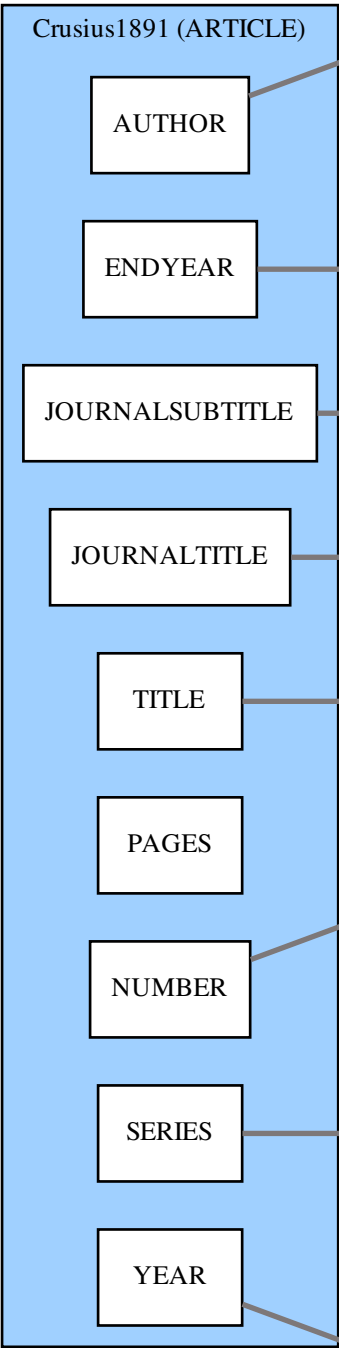 Crusius1891 (ARTICLE)
AUTHOR
ENDYEAR
JOURNALSUBTITLE
JOURNALTITLE
TITLE
PAGES
NUMBER
SERIES
YEAR